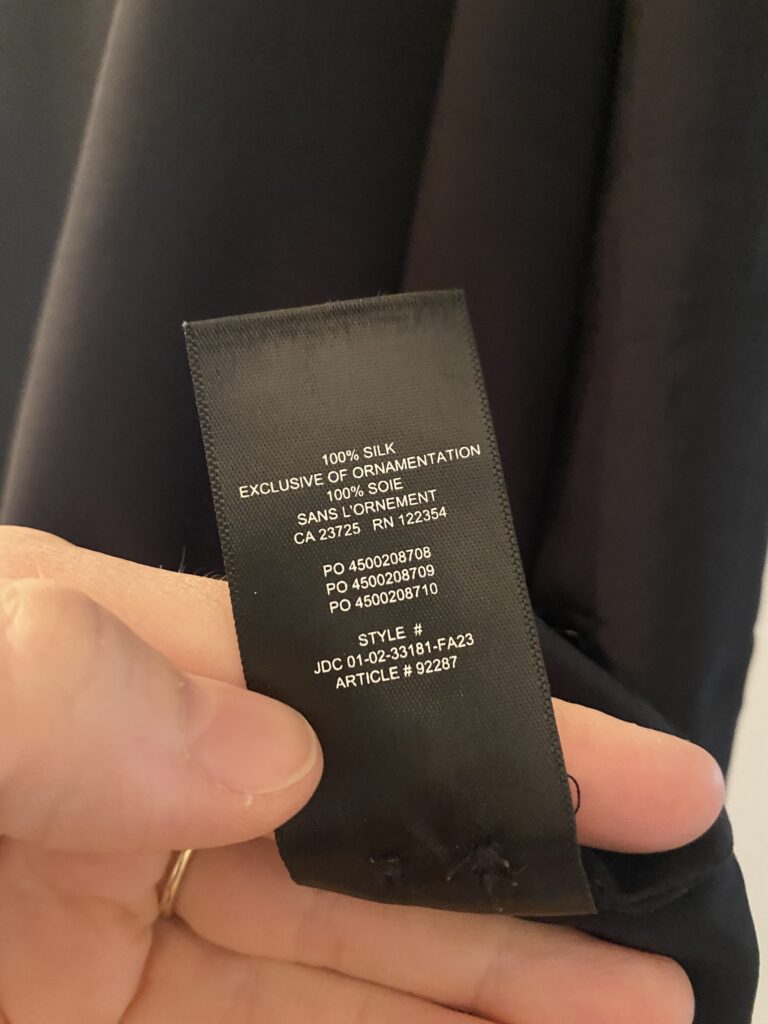 100% SILK
EXCLUSIVE OF ORNAMENTATION
100% SOIE
SANS L'ORNEMENT
CA 23725 RN 122354
PO 4500208708
PO 4500208709
PO 4500208710
STYLE #
JDC 01-02-33181-FA23
ARTICLE # 92287